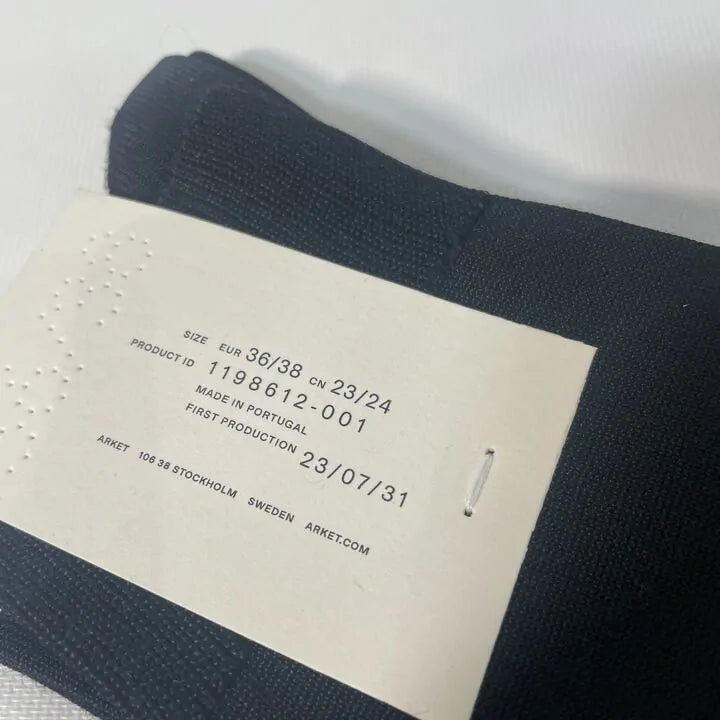 SIZE EUR 36/38 CN 23/24
PRODUCT ID 1198612-001
MADE IN PORTUGAL
FIRST PRODUCTION 23/07/31
ARKET 106 38 STOCKHOLM SWEDEN ARKET.COM